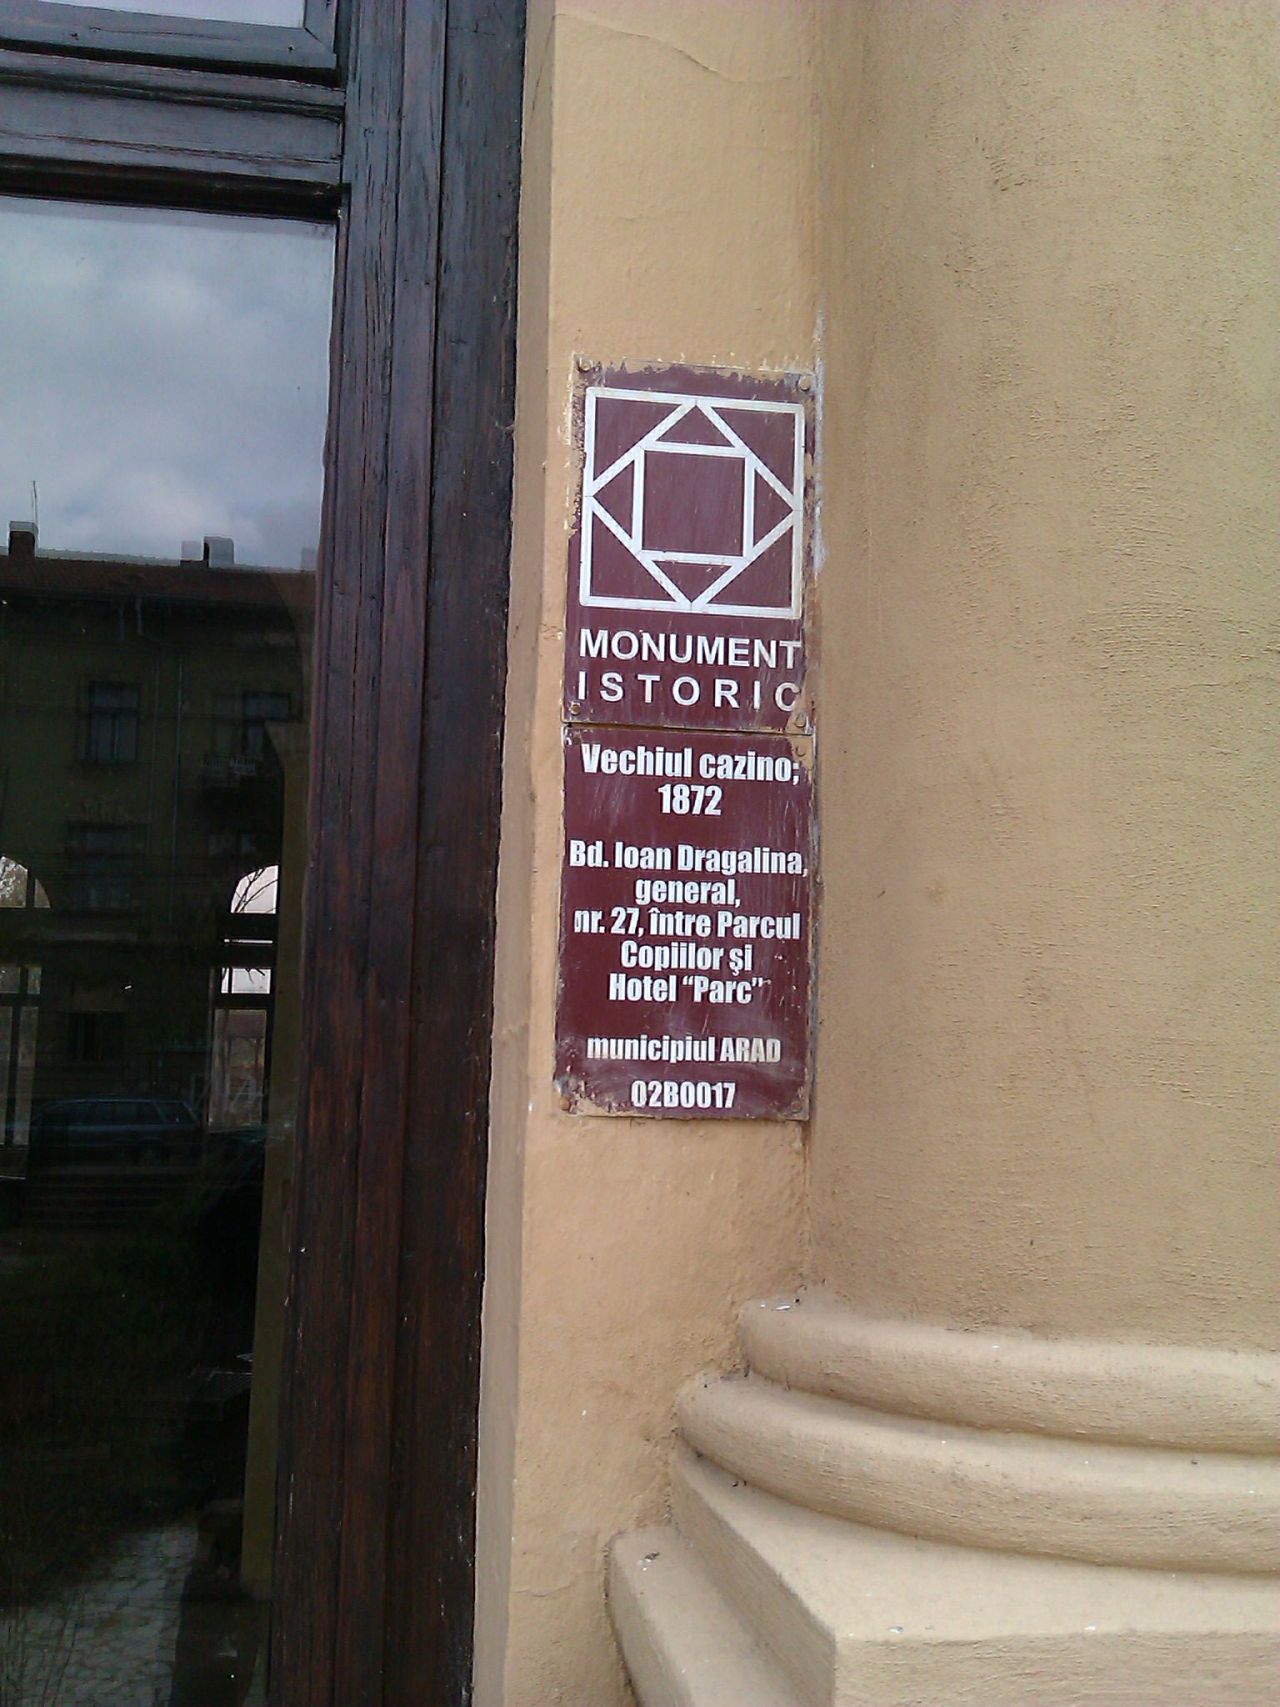 MONUMENT
ISTORIC
Vechiul cazino;
1872
Bd. Ioan Dragalina,
general,
nr. 27, între Parcul
Copiilor şi
Hotel “Parc”
municipiul ARAD
02B0017